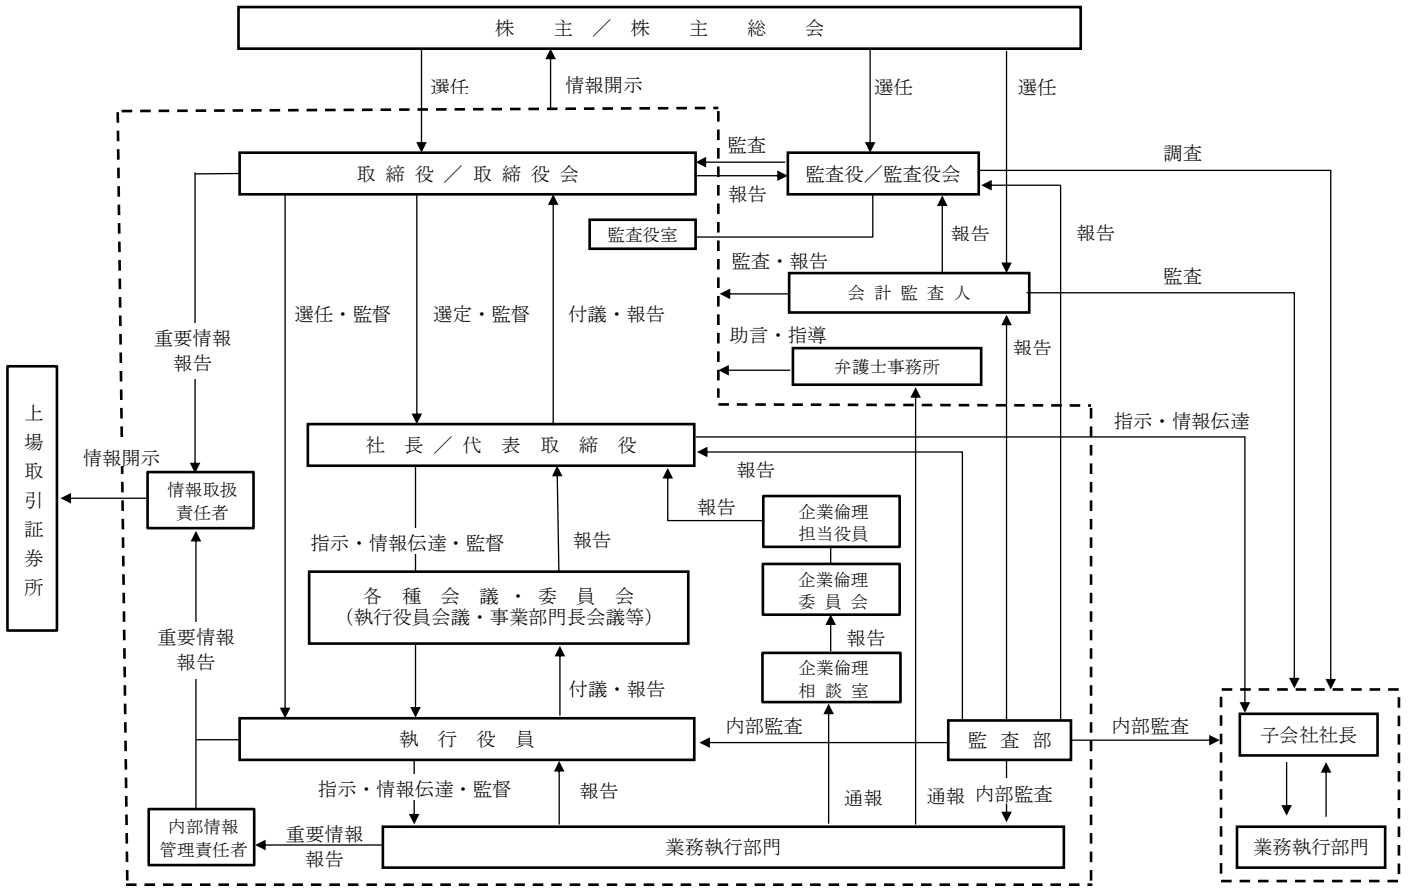 株主／株主総会
選任
情報開示
選任
選任
監査
調査
取締役／取締役会
監査役／監査役会
報告
監査役室
報告
報告
監査・報告
監査
会計監査人
選任・監督
選定・監督
付議・報告
重要情報
報告
助言・指導
報告
弁護士事務所
上場取引証券所
社長／代表取締役
指示・情報伝達
情報開示
報告
情報取扱
責任者
報告
企業倫理
担当役員
指示・情報伝達・監督
報告
各種会議・委員会
(執行役員会議・事業部門長会議等)
企業倫理
委員会
重要情報
報告
報告
企業倫理
相談室
付議・報告
執行役員
内部監査
監査部
内部監査
子会社社長
指示・情報伝達・監督
報告
通報
通報
内部監査
内部情報
管理責任者
重要情報
報告
業務執行部門
業務執行部門